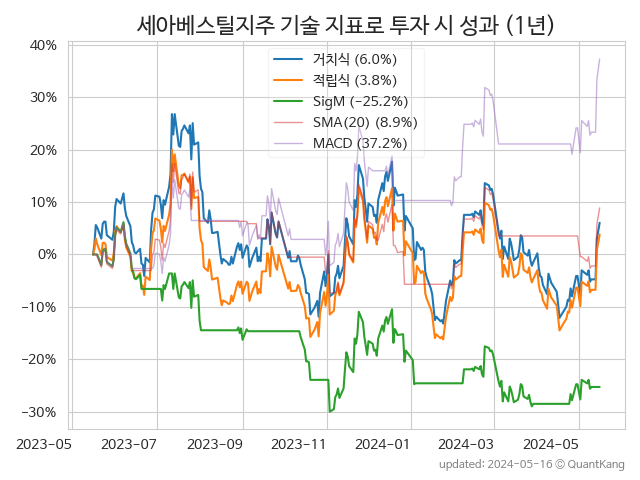 세아베스틸지주 기술 지표로 투자 시 성과 (1년)
40%
30%
20%
10%
0%
−10%
−20%
−30%
거치식 (6.0%)
적립식 (3.8%)
SigM (−25.2%)
SMA(20) (8.9%)
MACD (37.2%)
2023-05
2023-07
2023-09
2023-11
2024-01
2024-03
2024-05
updated: 2024-05-16 ⓒ QuantKang